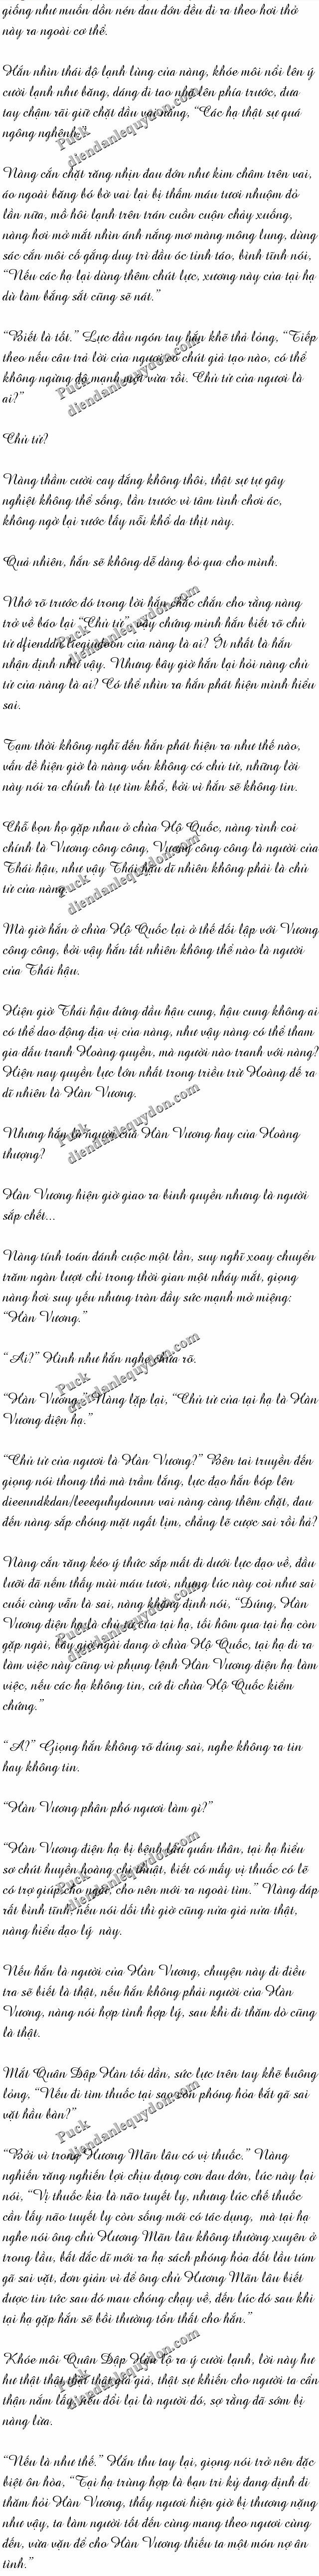 giống như muốn dồn nén đau đớn đều đi ra theo hơi thở
này ra ngoài cơ thể.
Hắn nhìn thái độ lạnh lùng của nàng, khóe môi nổi lên ý
cười lạnh như băng, dáng đi tao nhã lên phía trước, đưa
tay chậm rãi giữ chặt đầu vai nàng, “Các hạ thật sự quá
ngông nghênh.”
Nàng cắn chặt răng nhịn đau đớn như kim châm trên vai,
áo ngoài băng bó bờ vai lại bị thấm máu tươi nhuộm đỏ
lần nữa, mồ hôi lạnh trên trán cuồn cuộn chảy xuống,
nàng hơi mở mắt nhìn ánh nắng mơ màng mông lung, dùng
sức cắn môi cố gắng duy trì đầu óc tỉnh táo, bình tĩnh nói,
“Nếu các hạ lại dùng thêm chút lực, xương này của tại hạ
dù làm bằng sắt cũng sẽ nát.”
“Biết là tốt.” Lực đầu ngón tay hắn khẽ thả lỏng, “Tiếp
theo nếu câu trả lời của ngươi có chút giả tạo nào, có thể
không ngừng độ mạnh một vừa rồi. Chủ tử của ngươi là
ai?”
Chủ tử?
Nàng thầm cười cay đắng không thôi, thật sự tự gây
nghiệt không thể sống, lần trước vì tâm tình chơi ác,
không ngờ lại rước lấy nỗi khổ da thịt này.
Quả nhiên, hắn sẽ không dễ dàng bỏ qua cho mình.
Nhớ rõ trước đó trong lời hắn chắc chắn cho rằng nàng
trở về báo lại “Chủ tử” vậy chứng minh hắn biết rõ chủ
tử của nàng là ai? Ít nhất là hắn
nhận định như vậy. Nhưng bây giờ hắn lại hỏi nàng chủ
tử của nàng là ai? Có thể nhìn ra hắn phát hiện mình hiểu
sai.
Tạm thời không nghĩ đến hắn phát hiện ra như thế nào,
vấn đề hiện giờ là nàng vốn không có chủ tử, những lời
này nói ra chính là tự tìm khổ, bởi vì hắn sẽ không tin.
Chỗ bọn họ gặp nhau ở chùa Hộ Quốc, nàng rình coi
chính là Vương công công, Vương công công là người của
Thái hậu, như vậy Thái hậu dĩ nhiên không phải là chủ
tử của nàng.
Mà giờ hắn ở chùa Hộ Quốc lại ở thế đối lập với Vương
công công, bởi vậy hắn tất nhiên không thể nào là người
của Thái hậu.
Hiện giờ Thái hậu đứng đầu hậu cung, hậu cung không ai
có thể dao động địa vị của nàng, như vậy nàng có thể tham
gia đấu tranh Hoàng quyền, mà người nào tranh với nàng?
Hiện nay quyền lực lớn nhất trong triều trừ Hoàng đế ra
dĩ nhiên là Hàn Vương.
Nhưng hắn là người của Hàn Vương hay của Hoàng
thượng?
Hàn Vương hiện giờ giao ra binh quyền nhưng là người
sắp chết...
Nàng tính toán đánh cuộc một lần, suy nghĩ xoay chuyển
trăm ngàn lượt chỉ trong thời gian một nháy mắt, giọng
nàng hơi suy yếu nhưng tràn đầy sức mạnh mở miệng:
“Hàn Vương.”
“Ai?” Hình như hắn nghe chưa rõ.
“Hàn Vương.” Nàng lặp lại, “Chủ tử của tại hạ là Hàn
Vương điện hạ.”
“Chủ tử của ngươi là Hàn Vương?” Bên tai truyền đến
giọng nói thong thả mà trầm lắng, lực đạo hắn bóp lên
dieenndkdan/leeequhydonnn vai nàng càng thêm chặt, đau
đến nàng sắp chóng mặt ngất lịm, chẳng lẽ cược sai rồi hả?
Nàng cắn răng kéo ý thức sắp mất đi dưới lực đạo về, đầu
lưỡi đã nếm thấy mùi máu tươi, nhưng lúc này coi như sai
cuối cùng vẫn là sai, nàng khẳng định nói, “Đúng, Hàn
Vương điện hạ là chủ tử của tại hạ, tối hôm qua tại hạ còn
gặp ngài, bây giờ ngài đang ở chùa Hộ Quốc, tại hạ đi ra
làm việc này cũng vì phụng lệnh Hàn Vương điện hạ làm
việc, nếu các hạ không tin, cứ đi chùa Hộ Quốc kiểm
chứng.”
“A?” Giọng hắn không rõ đúng sai, nghe không ra tin
hay không tin.
“Hàn Vương phân phó ngươi làm gì?”
“Hàn Vương điện hạ bị bệnh lâu quấn thân, tại hạ hiểu
sơ chút huyền hoàng chi thuật, biết có mấy vị thuốc có lẽ
có trợ giúp cho ngài, cho nên mới ra ngoài tìm.” Nàng đáp
rất bình tĩnh, nếu nói dối thì giờ cũng nửa giả nửa thật,
nàng hiểu đạo lý này.
Nếu hắn là người của Hàn Vương, chuyện này đi điều
tra sẽ biết là thật, nếu hắn không phải người của Hàn
Vương, nàng nói hợp tình hợp lý, sau khi đi thăm dò cũng
là thật.
Mắt Quân Dập Hàn tối dần, sức lực trên tay khẽ buông
lỏng, “Nếu đi tìm thuốc tại sao còn phóng hỏa bắt gã sai
vặt hầu bàn?”
“Bởi vì trong Hương Mãn lâu có vị thuốc.” Nàng
nghiến răng nghiến lợi chịu đựng cơn đau đớn, lúc này lại
nói, “Vị thuốc kia là não tuyết ly, nhưng lúc chế thuốc
cần lấy não tuyết ly còn sống mới có tác dụng, mà tại hạ
nghe nói ông chủ Hương Mãn lâu không thường xuyên ở
trong lầu, bất đắc dĩ mới ra hạ sách phóng hỏa đốt lầu túm
gã sai vặt, đơn giản vì để ông chủ Hương Mãn lâu biết
được tin tức sau đó mau chóng chạy về, đến lúc đó sau khi
tại hạ gặp hắn sẽ bồi thường tổn thất cho hắn.”
Khóe môi Quân Dập Hàn lộ ra ý cười lạnh, lời này hư
hư thật thật thật thật giả giả, thật sự khiến cho người ta cẩn
thận nắm lấy, nếu đổi lại là người đó, sợ rằng đã sớm bị
nàng lừa.
“Nếu là như thế.” Hắn thu tay lại, giọng nói trở nên đặc
biệt ôn hòa, “Tại hạ trùng hợp là bạn tri kỷ đang định đi
thăm hỏi Hàn Vương, thấy ngươi hiện giờ bị thương nặng
như vậy, ta làm người tốt đến cùng mang theo ngươi cùng
đến, vừa vặn để cho Hàn Vương thiếu ta một món nợ ân
tình.”
Puck
diendanlequydon.com
Puck
diendanlequydon.com
Puck
diendanlequydon.com
Puck
diendanlequydon.com
Puck
diendanlequydon.com
Puck
diendanlequydon.com
Puck
diendanlequydon.com
Puck
diendanlequydon.com
Puck
diendanlequydon.com
Puck
diendanlequydon.com